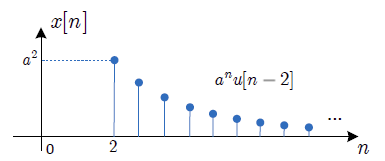 x[n]
a²
aⁿu[n − 2]
...
0
2
n